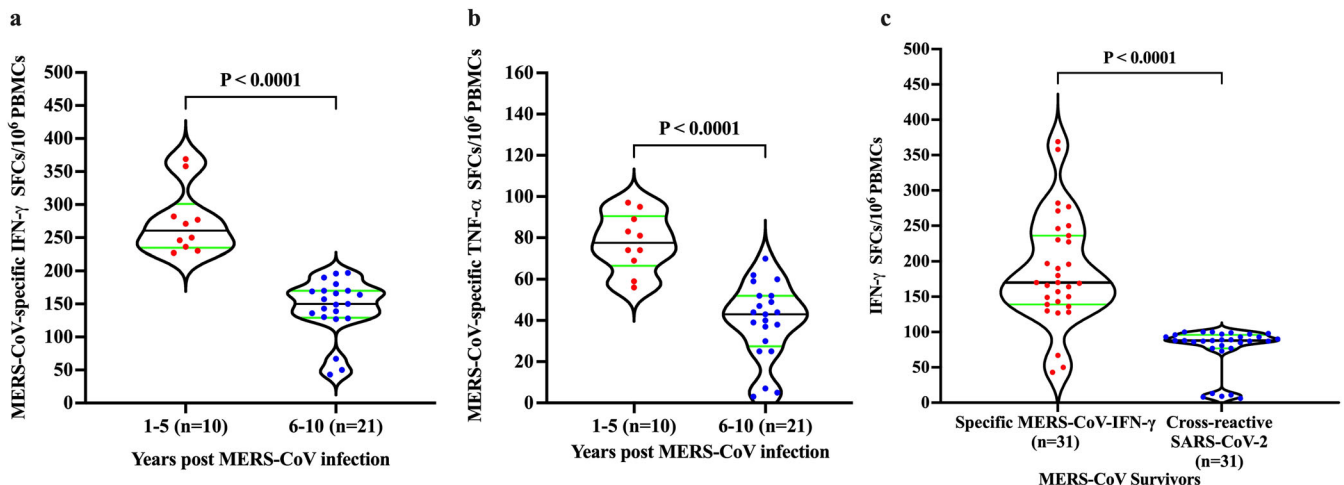 a
MERS-CoV-specific IFN-γ SFCs/10⁶ PBMCs
500
450
400
350
300
250
200
150
100
50
0
P < 0.0001
1-5 (n=10)
6-10 (n=21)
Years post MERS-CoV infection
b
MERS-CoV-specific TNF-α SFCs/10⁶ PBMCs
160
140
120
100
80
60
40
20
0
P < 0.0001
1-5 (n=10)
6-10 (n=21)
Years post MERS-CoV infection
c
IFN-γ SFCs/10⁶ PBMCs
500
450
400
350
300
250
200
150
100
50
0
P < 0.0001
Specific MERS-CoV-IFN-γ
(n=31)
Cross-reactive
SARS-CoV-2
(n=31)
MERS-CoV Survivors